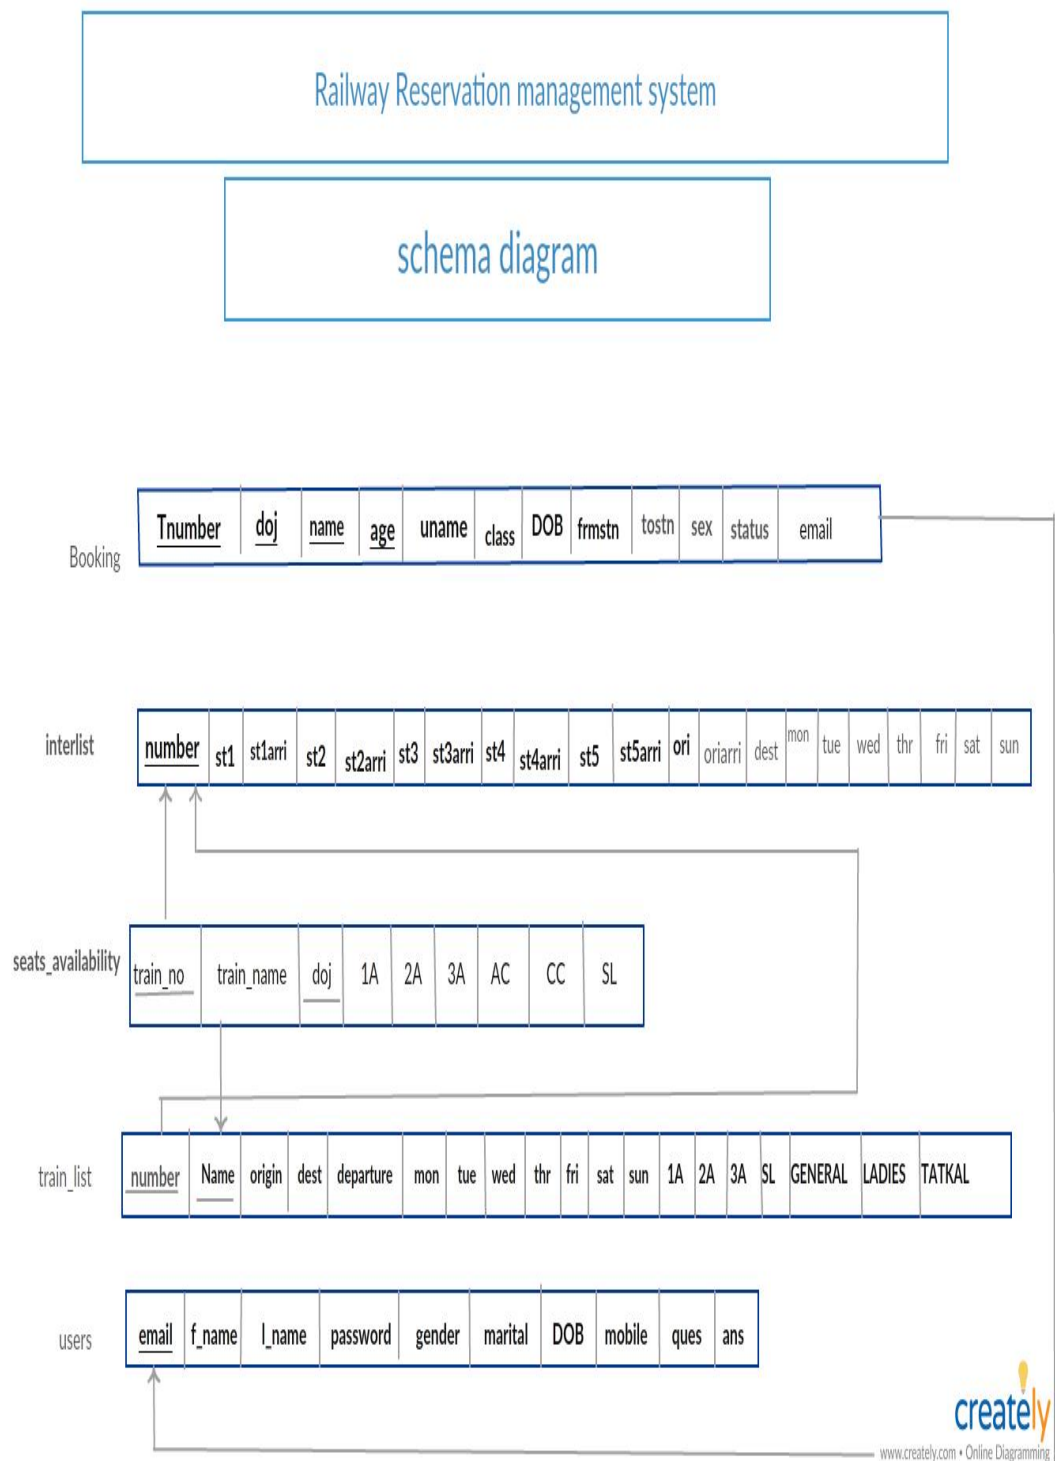 Railway Reservation management system
schema diagram
Booking
Tnumber doj name age uname class DOB frmstn tostn sex status email
interlist
number st1 st1arri st2 st2arri st3 st3arri st4 st4arri st5 st5arri ori oriarri dest mon tue wed thr fri sat sun
seats_availability
train_no train_name doj 1A 2A 3A AC CC SL
train_list
number Name origin dest departure mon tue wed thr fri sat sun 1A 2A 3A SL GENERAL LADIES TATKAL
users
email f_name l_name password gender marital DOB mobile ques ans
creately
www.creately.com • Online Diagramming